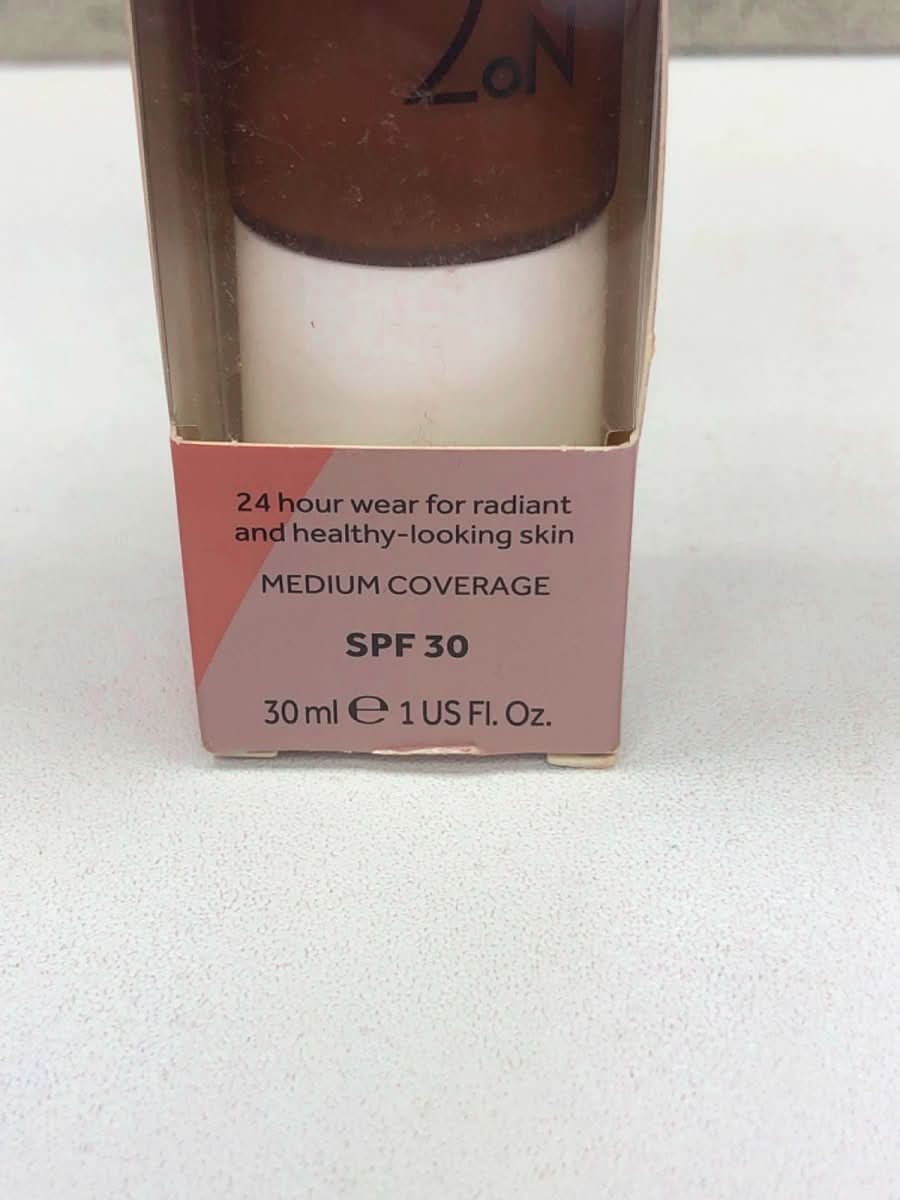 No7
24 hour wear for radiant
and healthy-looking skin
MEDIUM COVERAGE
SPF 30
30 ml ℮ 1 US Fl. Oz.